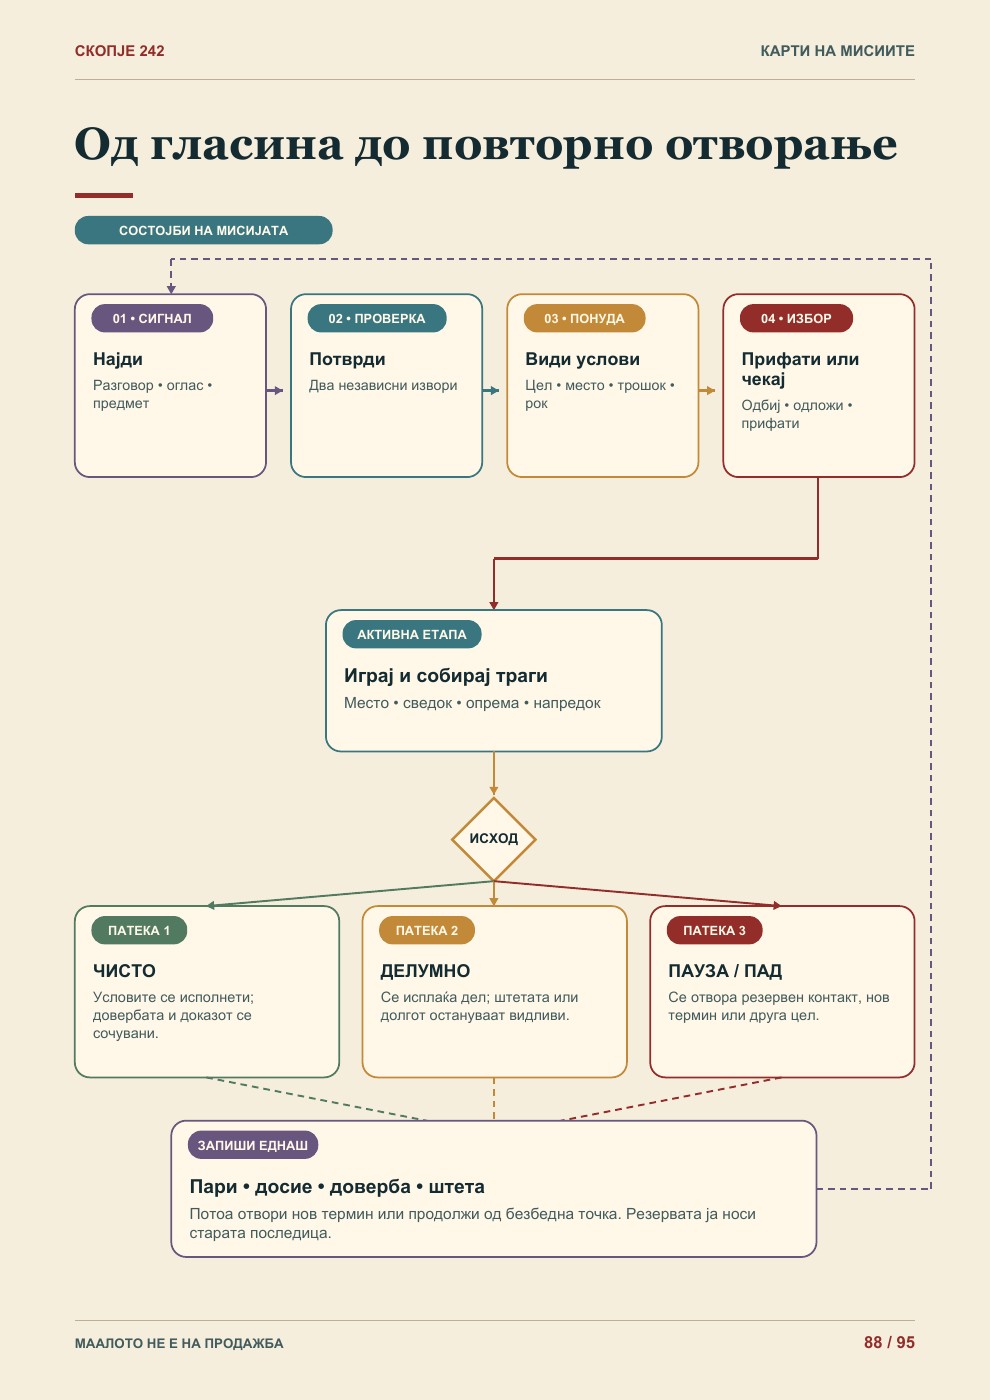 СКОПЈЕ 242
КАРТИ НА МИСИИТЕ
Од гласина до повторно отворање
СОСТОЈБИ НА МИСИЈАТА
01 • СИГНАЛ
Најди
Разговор • оглас •
предмет
02 • ПРОВЕРКА
Потврди
Два независни извори
03 • ПОНУДА
Види услови
Цел • место • трошок •
рок
04 • ИЗБОР
Прифати или
чекај
Одбиј • одложи •
прифати
АКТИВНА ЕТАПА
Играј и собирај траги
Место • сведок • опрема • напредок
ИСХОД
ПАТЕКА 1
ЧИСТО
Условите се исполнети;
довербата и доказот се
сочувани.
ПАТЕКА 2
ДЕЛУМНО
Се исплаќа дел; штетата или
долгот остануваат видливи.
ПАТЕКА 3
ПАУЗА / ПАД
Се отвора резервен контакт, нов
термин или друга цел.
ЗАПИШИ ЕДНАШ
Пари • досие • доверба • штета
Потоа отвори нов термин или продолжи од безбедна точка. Резервата ја носи
старата последица.
МААЛОТО НЕ Е НА ПРОДАЖБА
88 / 95